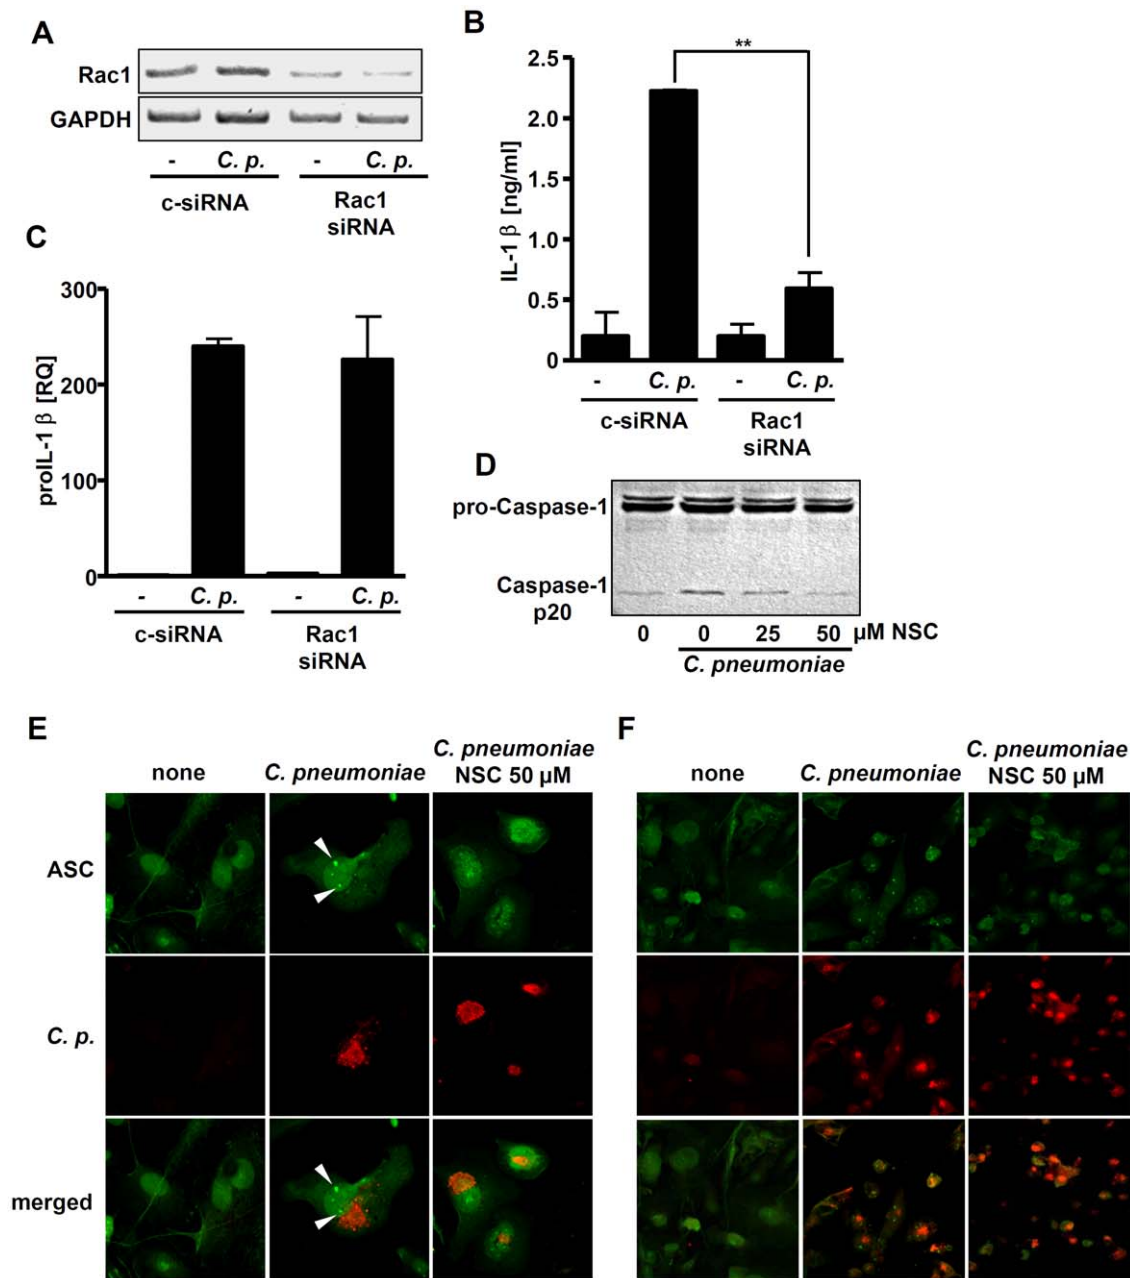 A
Rac1
GAPDH
- C. p. - C. p.
c-siRNA Rac1
siRNA
B
**
IL-1 β [ng/ml]
2.5
2.0
1.5
1.0
0.5
0
- C. p. - C. p.
c-siRNA Rac1
siRNA
C
proIL-1 β [RQ]
300
200
100
0
- C. p. - C. p.
c-siRNA Rac1
siRNA
D
pro-Caspase-1
Caspase-1
p20
0 0 25 50 μM NSC
C. pneumoniae
E
none C. pneumoniae C. pneumoniae
NSC 50 μM
ASC
C. p.
merged
F
none C. pneumoniae C. pneumoniae
NSC 50 μM